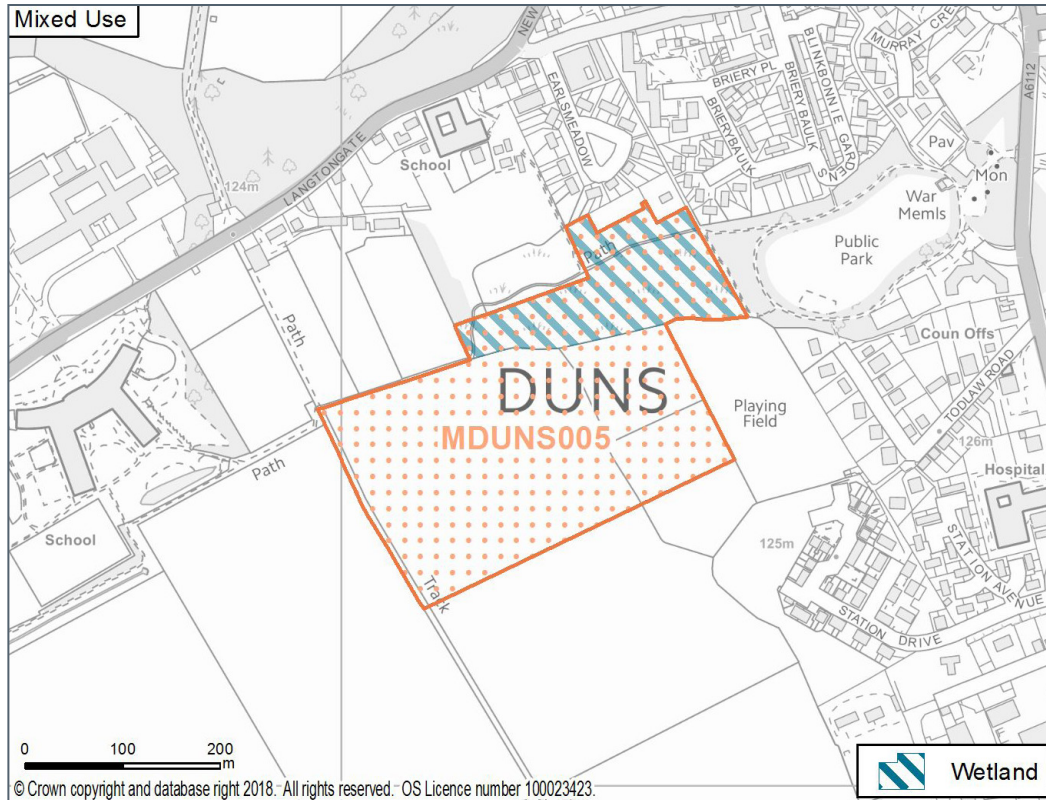 Mixed Use
NEW
MURRAY CRE
A6112
BLINKBONNIE GARDENS
BRIERY PL
BRIERY BAULK
BRIERYBAULK
EARLSMEADOW
LANGTONGATE
School
124m
Pav
Mon
War
Memls
Public
Park
Path
Path
Coun Offs
TODLAW ROAD
DUNS
MDUNS005
Playing
Field
126m
Hospital
Path
School
125m
STATION AVENUE
Track
STATION DRIVE
0 100 200
m
Wetland
© Crown copyright and database right 2018. All rights reserved. OS Licence number 100023423.